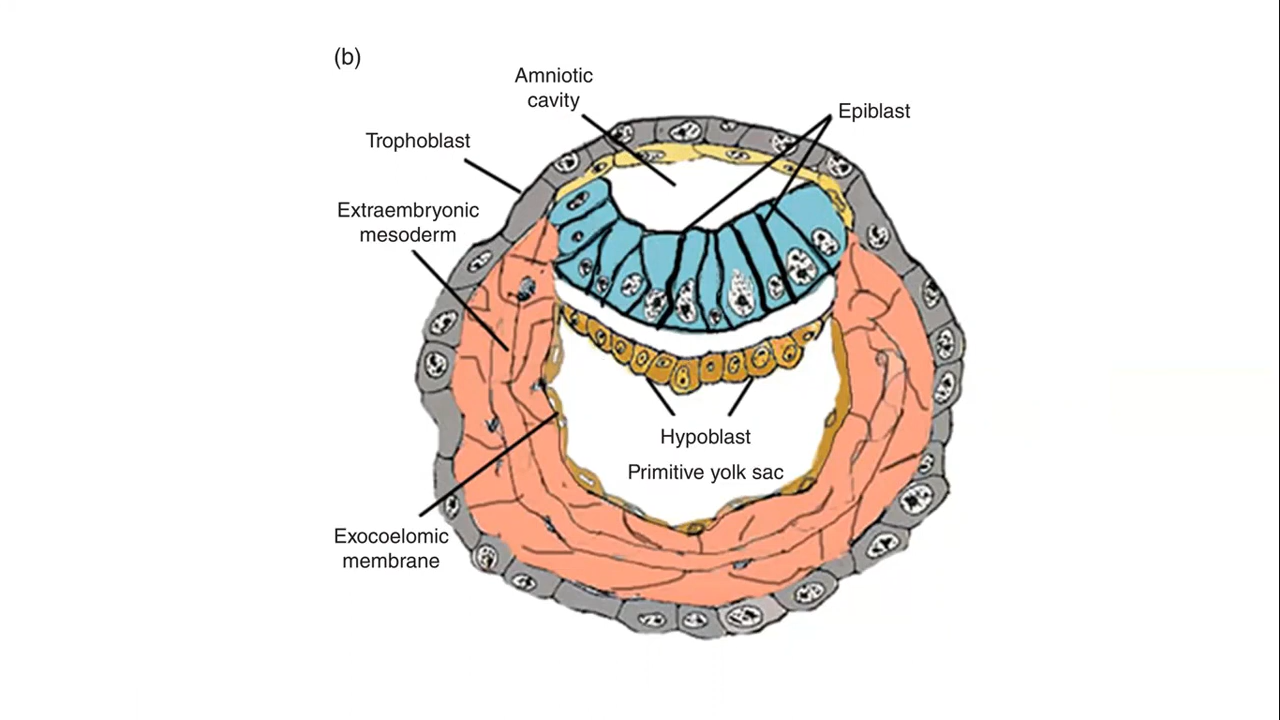 (b)
Amniotic
cavity
Epiblast
Trophoblast
Extraembryonic
mesoderm
Hypoblast
Primitive yolk sac
Exocoelomic
membrane